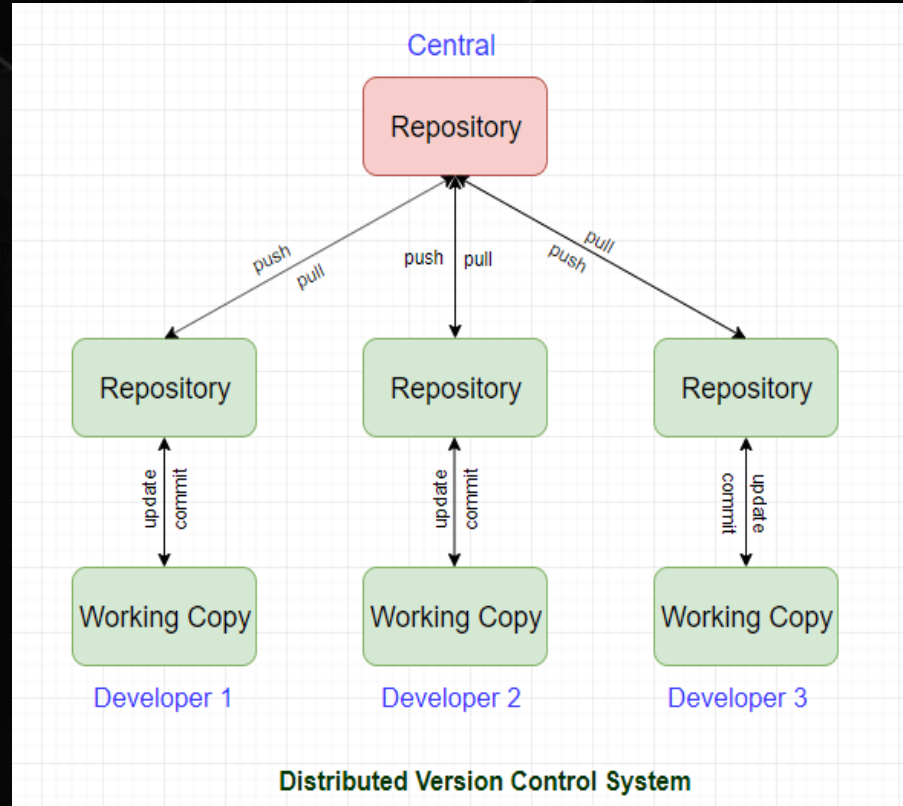 Central
Repository
push
pull
push
pull
pull
push
Repository
Repository
Repository
update
commit
update
commit
update
commit
Working Copy
Working Copy
Working Copy
Developer 1
Developer 2
Developer 3
Distributed Version Control System